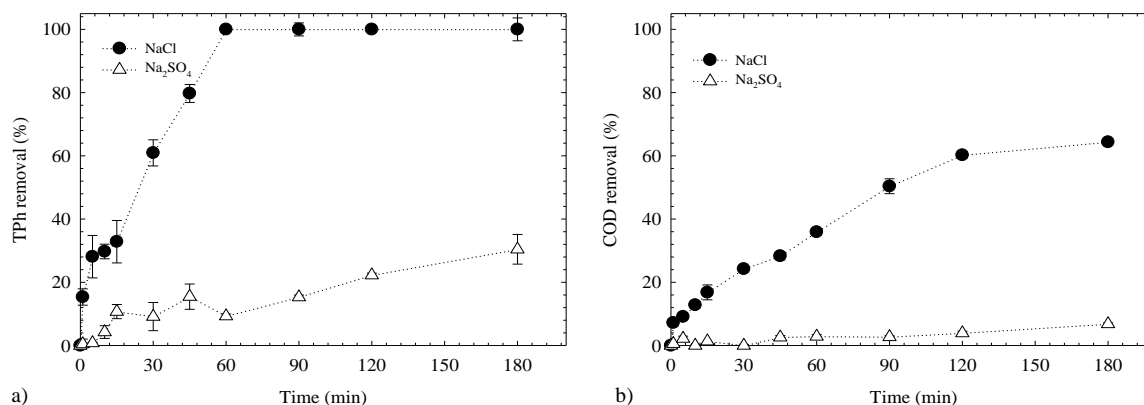 100
80
60
40
20
0
TPh removal (%)
NaCl
Na₂SO₄
0 30 60 90 120 150 180
Time (min)
a)
100
80
60
40
20
0
COD removal (%)
NaCl
Na₂SO₄
0 30 60 90 120 150 180
Time (min)
b)